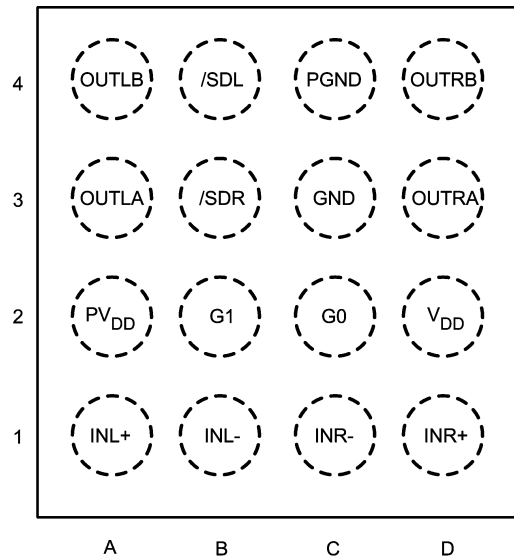 4 OUTLB /SDL PGND OUTRB
3 OUTLA /SDR GND OUTRA
2 PVDD G1 G0 VDD
1 INL+ INL- INR- INR+
A B C D